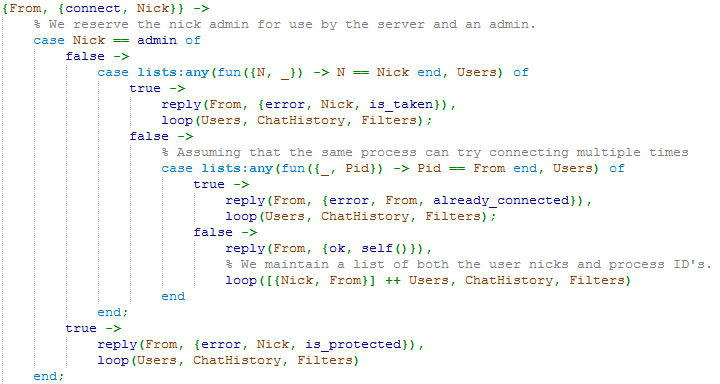 {From, {connect, Nick}} ->
    % We reserve the nick admin for use by the server and an admin.
    case Nick == admin of
        false ->
            case lists:any(fun({N, _}) -> N == Nick end, Users) of
                true ->
                    reply(From, {error, Nick, is_taken}),
                    loop(Users, ChatHistory, Filters);
                false ->
                    % Assuming that the same process can try connecting multiple times
                    case lists:any(fun({_, Pid}) -> Pid == From end, Users) of
                        true ->
                            reply(From, {error, From, already_connected}),
                            loop(Users, ChatHistory, Filters);
                        false ->
                            reply(From, {ok, self()}),
                            % We maintain a list of both the user nicks and process ID's.
                            loop([{Nick, From}] ++ Users, ChatHistory, Filters)
                    end
            end;
        true ->
            reply(From, {error, Nick, is_protected}),
            loop(Users, ChatHistory, Filters)
    end;